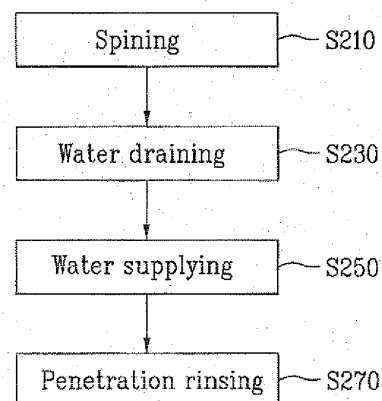 Spining S210
Water draining S230
Water supplying S250
Penetration rinsing S270